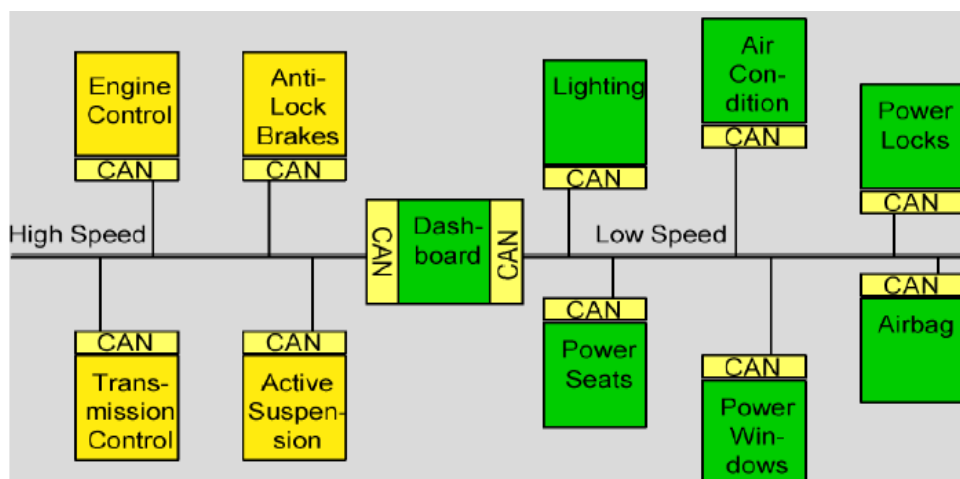 Engine
Control
CAN
Anti-
Lock
Brakes
CAN
Lighting
CAN
Air
Con-
dition
CAN
Power
Locks
CAN
High Speed
CAN
Dash-
board
CAN
Low Speed
CAN
Trans-
mission
Control
CAN
Active
Suspen-
sion
CAN
Power
Seats
CAN
Power
Win-
dows
CAN
Airbag